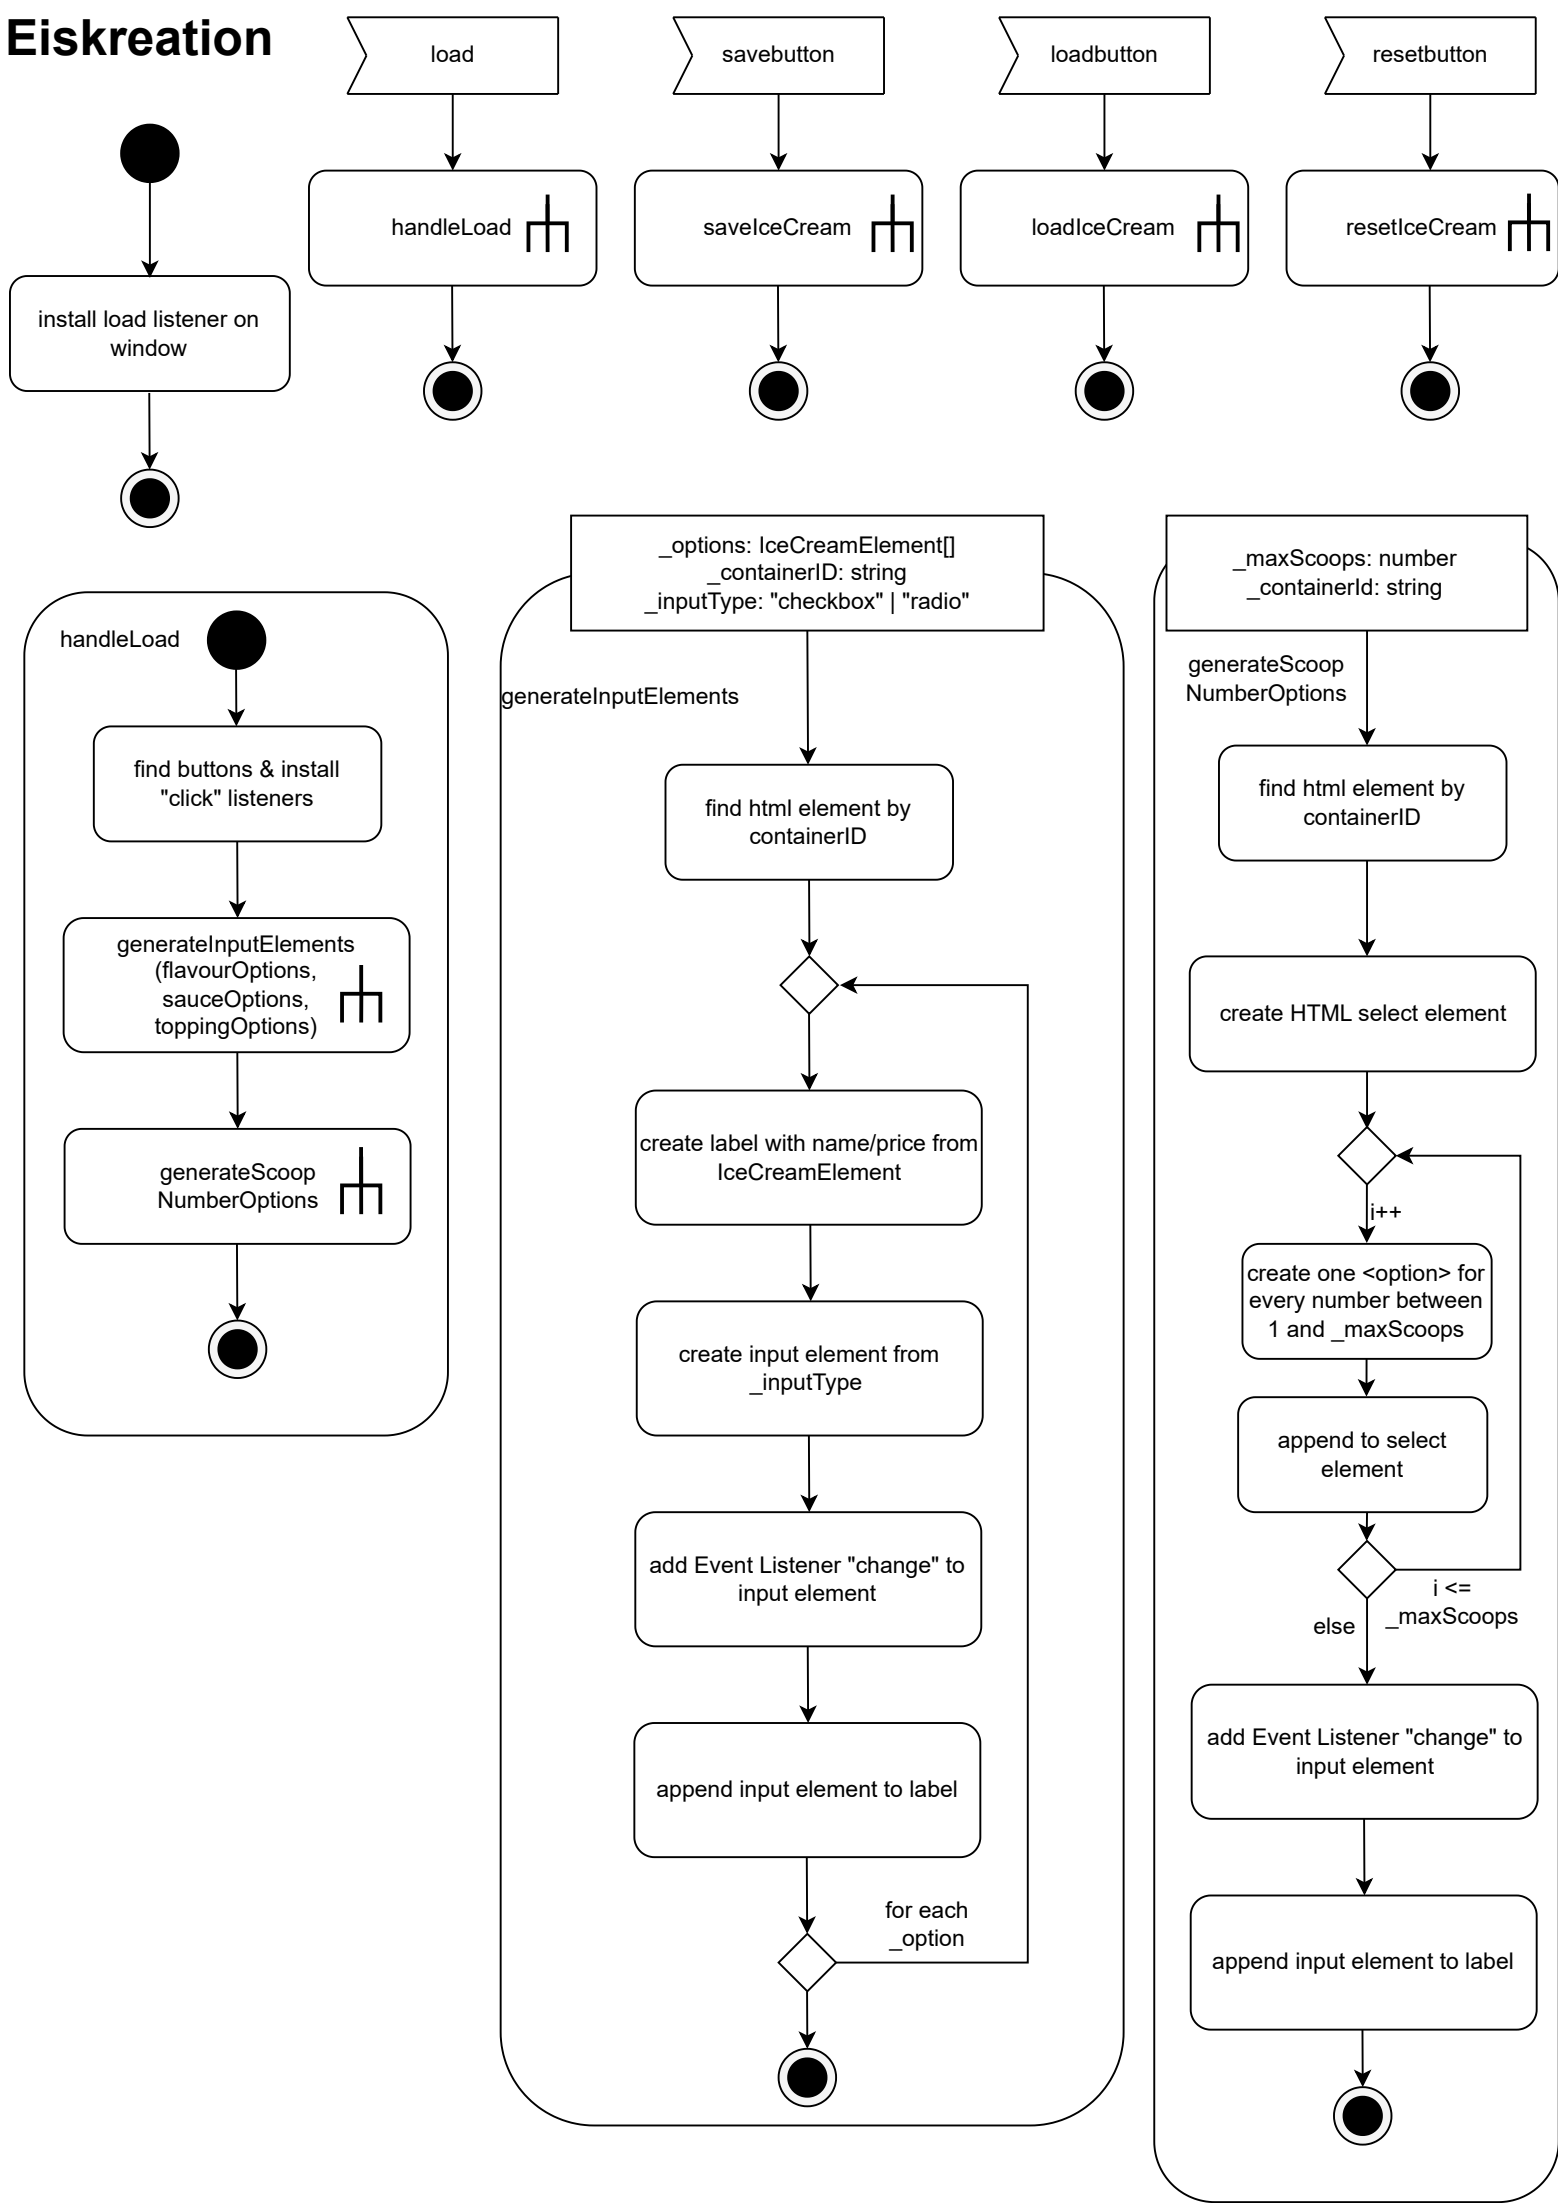 Eiskreation
load
savebutton
loadbutton
resetbutton
handleLoad
saveIceCream
loadIceCream
resetIceCream
install load listener on
window
handleLoad
find buttons & install
"click" listeners
generateInputElements
(flavourOptions,
sauceOptions,
toppingOptions)
generateScoop
NumberOptions
_options: IceCreamElement[]
_containerID: string
_inputType: "checkbox" | "radio"
generateInputElements
find html element by
containerID
create label with name/price from
IceCreamElement
create input element from
_inputType
add Event Listener "change" to
input element
append input element to label
for each
_option
_maxScoops: number
_containerId: string
generateScoop
NumberOptions
find html element by
containerID
create HTML select element
i++
create one <option> for
every number between
1 and _maxScoops
append to select
element
i <=
_maxScoops
else
add Event Listener "change" to
input element
append input element to label